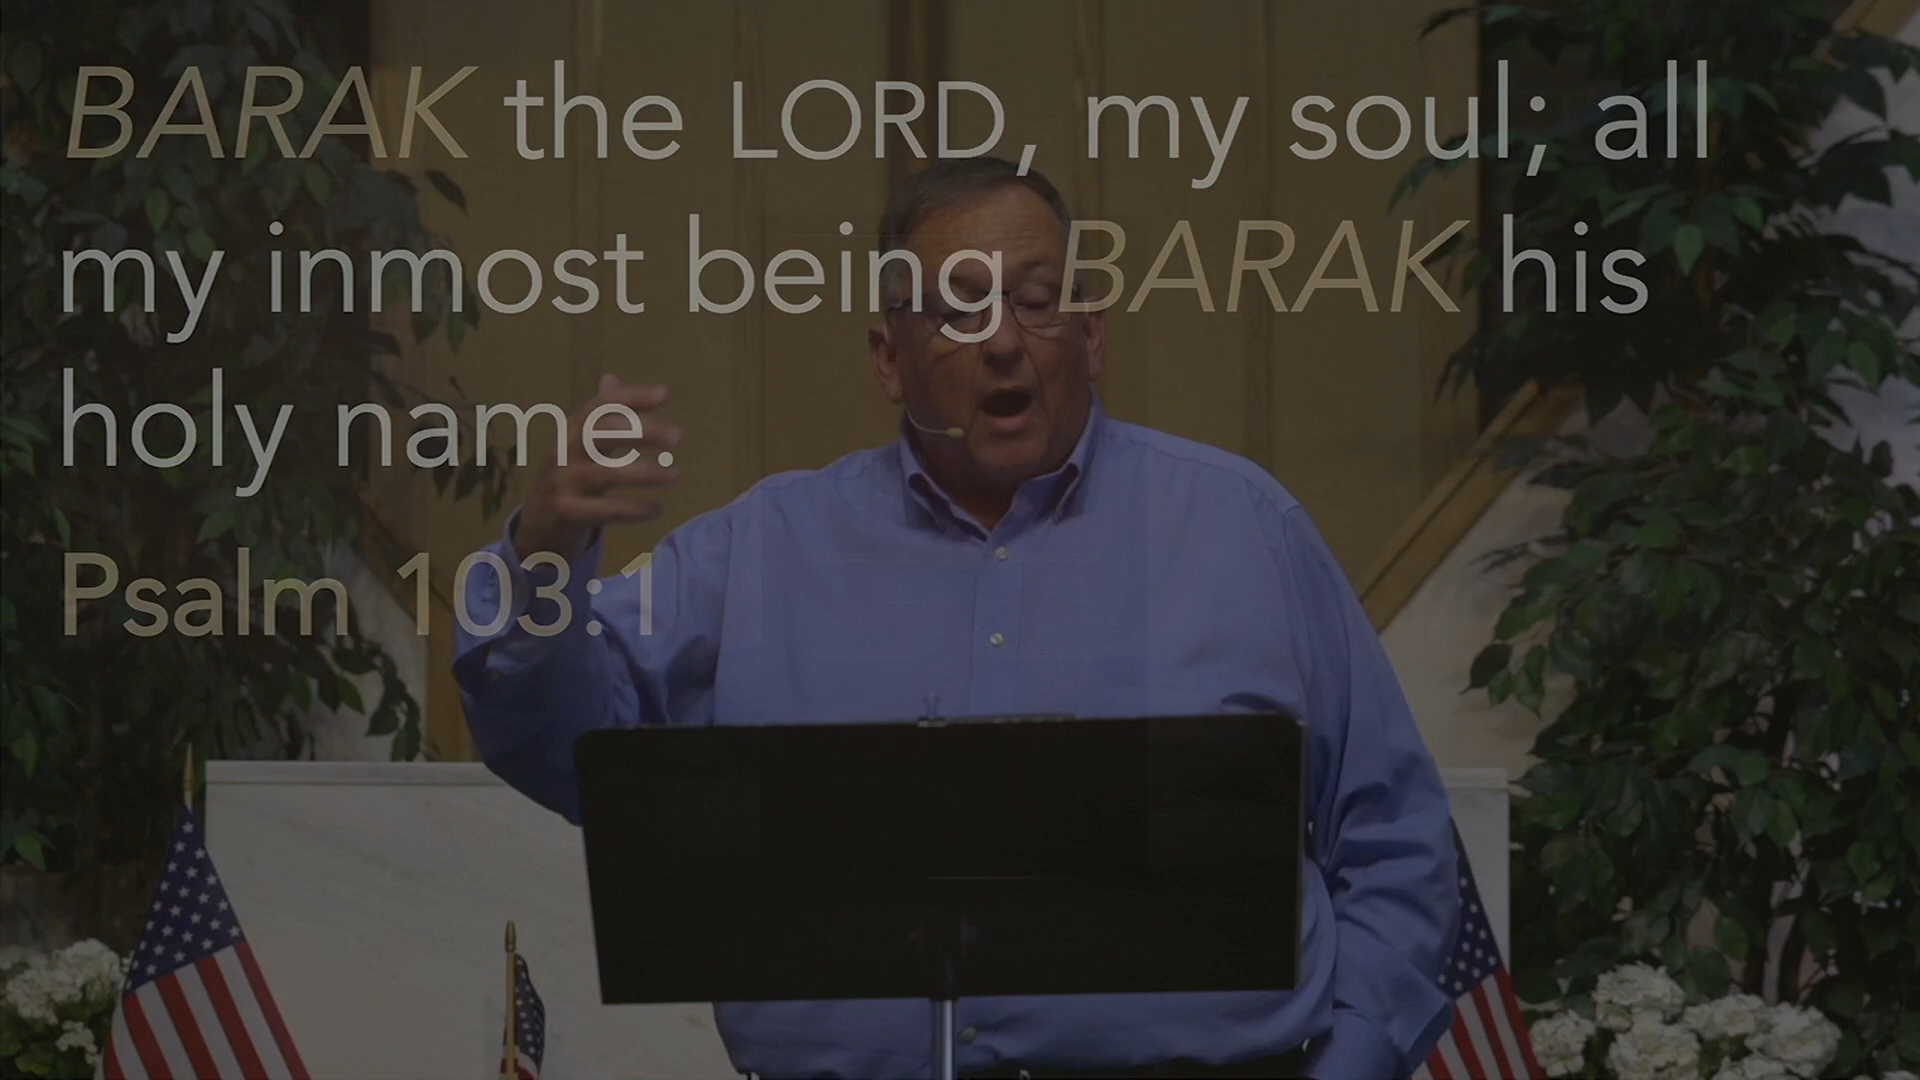 BARAK the LORD, my soul; all
my inmost being BARAK his
holy name.
Psalm 103:1